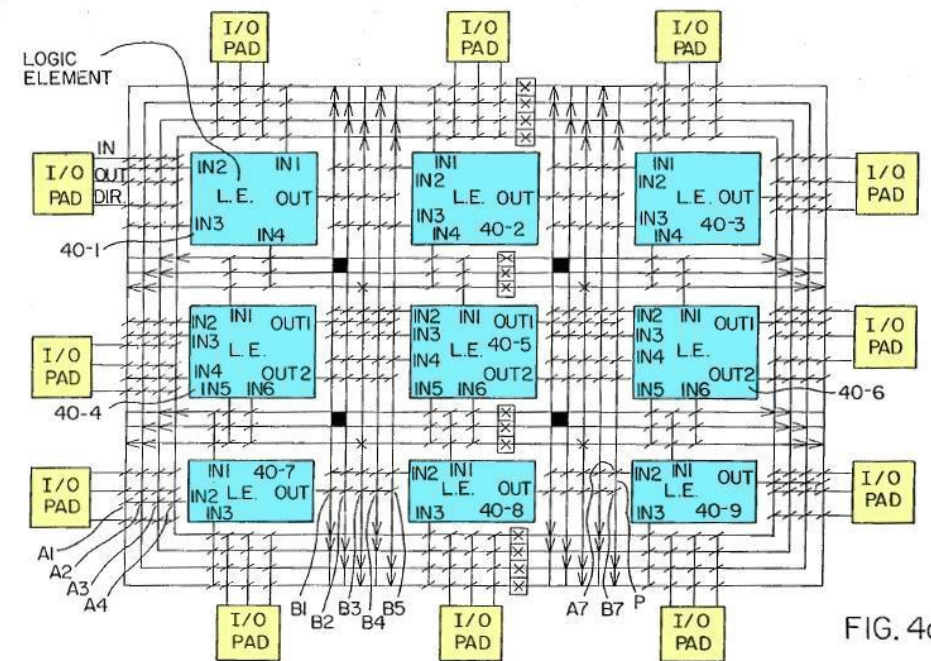 I/O PAD
I/O PAD
I/O PAD
LOGIC ELEMENT
IN
OUT
DIR.
I/O PAD
IN2 IN1
L.E. OUT
IN3
IN4
40-1
IN1
IN2
L.E. OUT
IN3
IN4 40-2
IN1
IN2
L.E. OUT
IN3
IN4 40-3
I/O PAD
I/O PAD
IN2 IN1 OUT1
IN3
L.E.
IN4 OUT2
IN5 IN6
40-4
IN2 IN1 OUT1
IN3 40-5
IN4 L.E.
OUT2
IN5 IN6
IN2 IN1 OUT1
IN3
IN4 L.E.
OUT2
IN5 IN6
40-6
I/O PAD
I/O PAD
IN1 40-7
IN2 L.E. OUT
IN3
IN2 IN1
L.E. OUT
IN3 40-8
IN2 IN1
L.E. OUT
IN3 40-9
I/O PAD
A1
A2
A3
A4
B1
B2
B3
B4
B5
A7
B7
P
I/O PAD
I/O PAD
I/O PAD